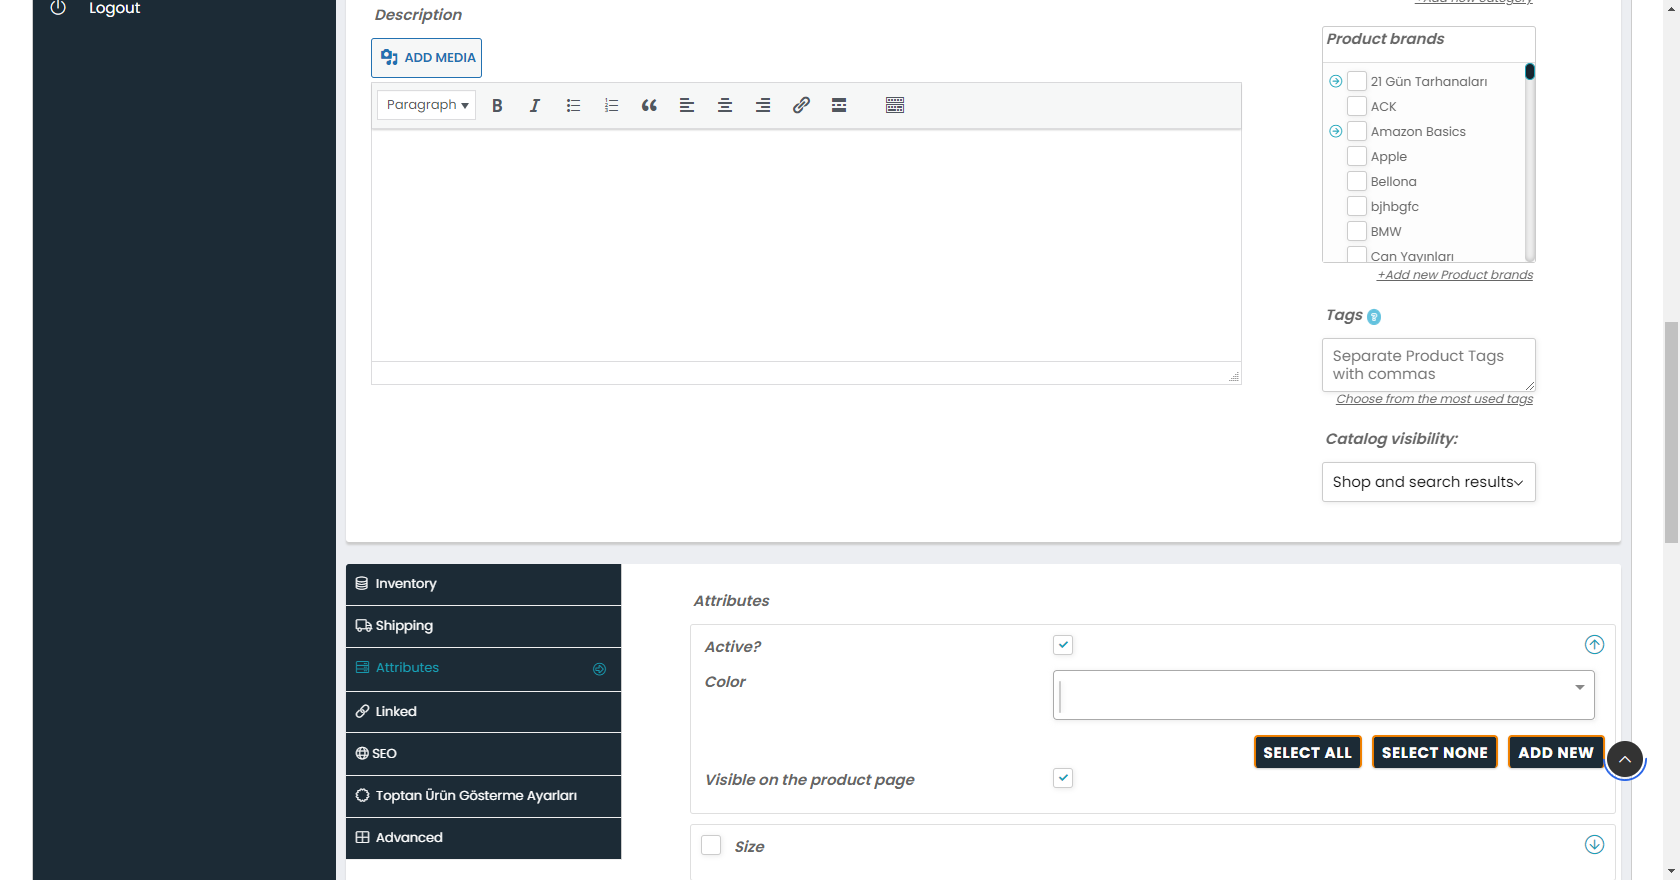 Logout
Description
ADD MEDIA
Paragraph
+Add new category
Product brands
21 Gün Tarhanaları
ACK
Amazon Basics
Apple
Bellona
bjhbgfc
BMW
Can Yayınları
+Add new Product brands
Tags
Separate Product Tags
with commas
Choose from the most used tags
Catalog visibility:
Shop and search results
Inventory
Shipping
Attributes
Linked
SEO
Toptan Ürün Gösterme Ayarları
Advanced
Attributes
Active?
Color
SELECT ALL
SELECT NONE
ADD NEW
Visible on the product page
Size